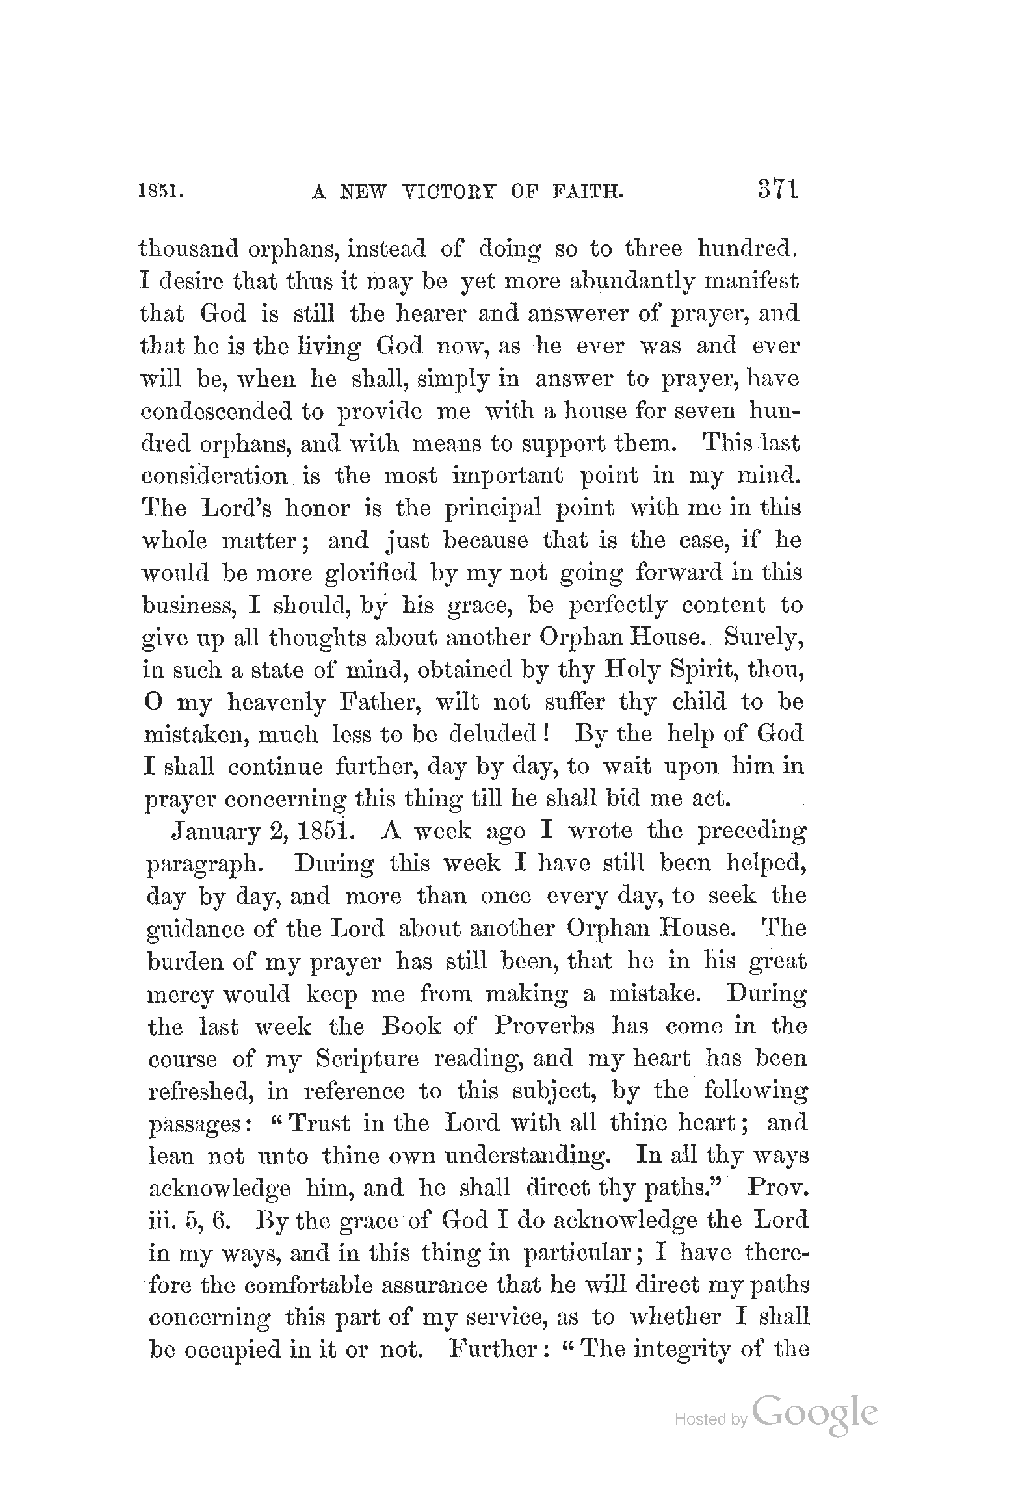 1851. A NEW VICTORY OF FAITH. 371
thousand orphans, instead of doing so to three hundred.
I desire that thus it may be yet more abundantly manifest
that God is still the hearer and answerer of prayer, and
that he is the living God now, as he ever was and ever
will be, when he shall, simply in answer to prayer, have
condescended to provide me with a house for seven hun-
dred orphans, and with means to support them. This last
consideration is the most important point in my mind.
The Lord's honor is the principal point with me in this
whole matter; and just because that is the case, if he
would be more glorified by my not going forward in this
business, I should, by his grace, be perfectly content to
give up all thoughts about another Orphan House. Surely,
in such a state of mind, obtained by thy Holy Spirit, thou,
O my heavenly Father, wilt not suffer thy child to be
mistaken, much less to be deluded! By the help of God
I shall continue further, day by day, to wait upon him in
prayer concerning this thing till he shall bid me act.
January 2, 1851. A week ago I wrote the preceding
paragraph. During this week I have still been helped,
day by day, and more than once every day, to seek the
guidance of the Lord about another Orphan House. The
burden of my prayer has still been, that he in his great
mercy would keep me from making a mistake. During
the last week the Book of Proverbs has come in the
course of my Scripture reading, and my heart has been
refreshed, in reference to this subject, by the following
passages: "Trust in the Lord with all thine heart; and
lean not unto thine own understanding. In all thy ways
acknowledge him, and he shall direct thy paths." Prov.
iii. 5, 6. By the grace of God I do acknowledge the Lord
in my ways, and in this thing in particular; I have there-
fore the comfortable assurance that he will direct my paths
concerning this part of my service, as to whether I shall
be occupied in it or not. Further: "The integrity of the
Hosted by Google